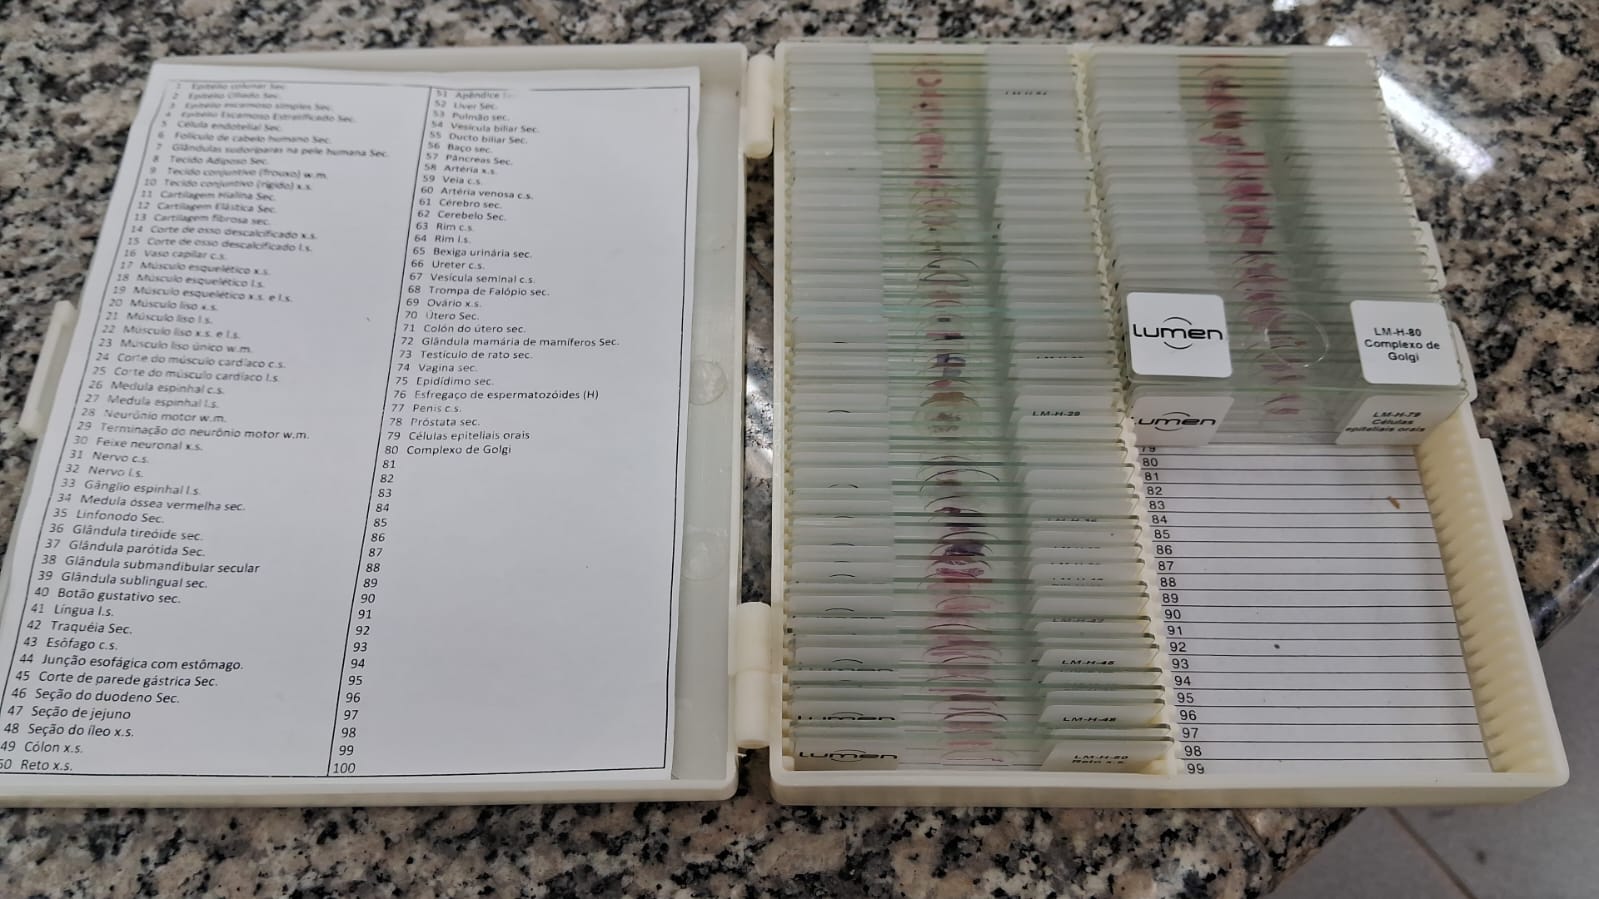 1 Epitélio colunar Sec.
2 Epitélio Ciliado Sec.
3 Epitélio escamoso simples Sec.
4 Epitélio Escamoso Estratificado Sec.
5 Célula endotelial Sec.
6 Folículo de cabelo humano Sec.
7 Glândulas sudoríparas na pele humana Sec.
8 Tecido Adiposo Sec.
9 Tecido conjuntivo (frouxo) w.m.
10 Tecido conjuntivo (rígido) x.s.
11 Cartilagem Hialina Sec.
12 Cartilagem Elástica Sec.
13 Cartilagem fibrosa sec.
14 Corte de osso descalcificado x.s.
15 Corte de osso descalcificado l.s.
16 Vaso capilar c.s.
17 Músculo esquelético x.s.
18 Músculo esquelético l.s.
19 Músculo esquelético x.s. e l.s.
20 Músculo liso x.s.
21 Músculo liso l.s.
22 Músculo liso x.s. e l.s.
23 Músculo liso único w.m.
24 Corte do músculo cardíaco c.s.
25 Corte do músculo cardíaco l.s.
26 Medula espinhal c.s.
27 Medula espinhal l.s.
28 Neurônio motor w.m.
29 Terminação do neurônio motor w.m.
30 Feixe neuronal x.s.
31 Nervo c.s.
32 Nervo l.s.
33 Gânglio espinhal l.s.
34 Medula óssea vermelha sec.
35 Linfonodo Sec.
36 Glândula tireóide sec.
37 Glândula parótida Sec.
38 Glândula submandibular secular
39 Glândula sublingual sec.
40 Botão gustativo sec.
41 Língua l.s.
42 Traquéia Sec.
43 Esôfago c.s.
44 Junção esofágica com estômago.
45 Corte de parede gástrica Sec.
46 Seção do duodeno Sec.
47 Seção de jejuno
48 Seção do íleo x.s.
49 Cólon x.s.
50 Reto x.s.
51 Apêndice
52 Liver Sec.
53 Pulmão sec.
54 Vesícula biliar Sec.
55 Ducto biliar Sec.
56 Baço sec.
57 Pâncreas Sec.
58 Artéria x.s.
59 Veia c.s.
60 Artéria venosa c.s.
61 Cérebro sec.
62 Cerebelo Sec.
63 Rim c.s.
64 Rim l.s.
65 Bexiga urinária sec.
66 Ureter c.s.
67 Vesícula seminal c.s.
68 Trompa de Falópio sec.
69 Ovário x.s.
70 Útero Sec.
71 Colón do útero sec.
72 Glândula mamária de mamíferos Sec.
73 Testículo de rato sec.
74 Vagina sec.
75 Epidídimo sec.
76 Esfregaço de espermatozóides (H)
77 Penis c.s.
78 Próstata sec.
79 Células epiteliais orais
80 Complexo de Golgi
81
82
83
84
85
86
87
88
89
90
91
92
93
94
95
96
97
98
99
100
LM-H-29
LM-H-45
LM-H-48
lumen
lumen
LM-H-50
Reto x.s.
lumen
LM-H-80
Complexo de
Golgi
lumen
LM-H-79
Células
epiteliais orais
79
80
81
82
83
84
85
86
87
88
89
90
91
92
93
94
95
96
97
98
99